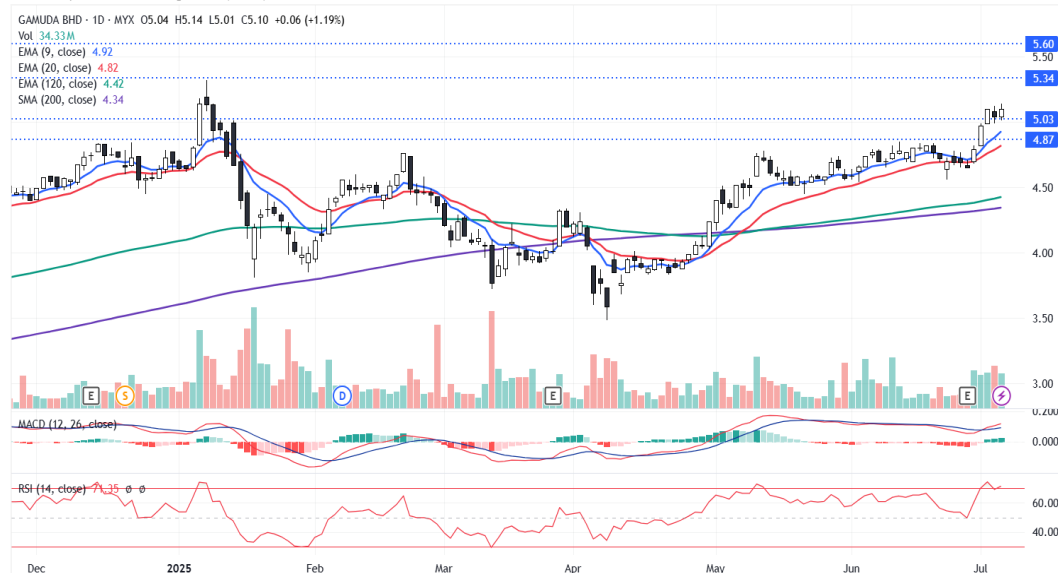 GAMUDA BHD · 1D · MYX O5.04 H5.14 L5.01 C5.10 +0.06 (+1.19%)
Vol 34.33M
EMA (9, close) 4.92
EMA (20, close) 4.82
EMA (120, close) 4.42
SMA (200, close) 4.34
5.60
5.50
5.34
5.03
4.87
4.50
4.00
3.50
3.00
E
S
D
E
E
MACD (12, 26, close)
0.200
0.000
RSI (14, close) 71.35 ø ø
60.00
40.00
Dec 2025 Feb Mar Apr May Jun Jul